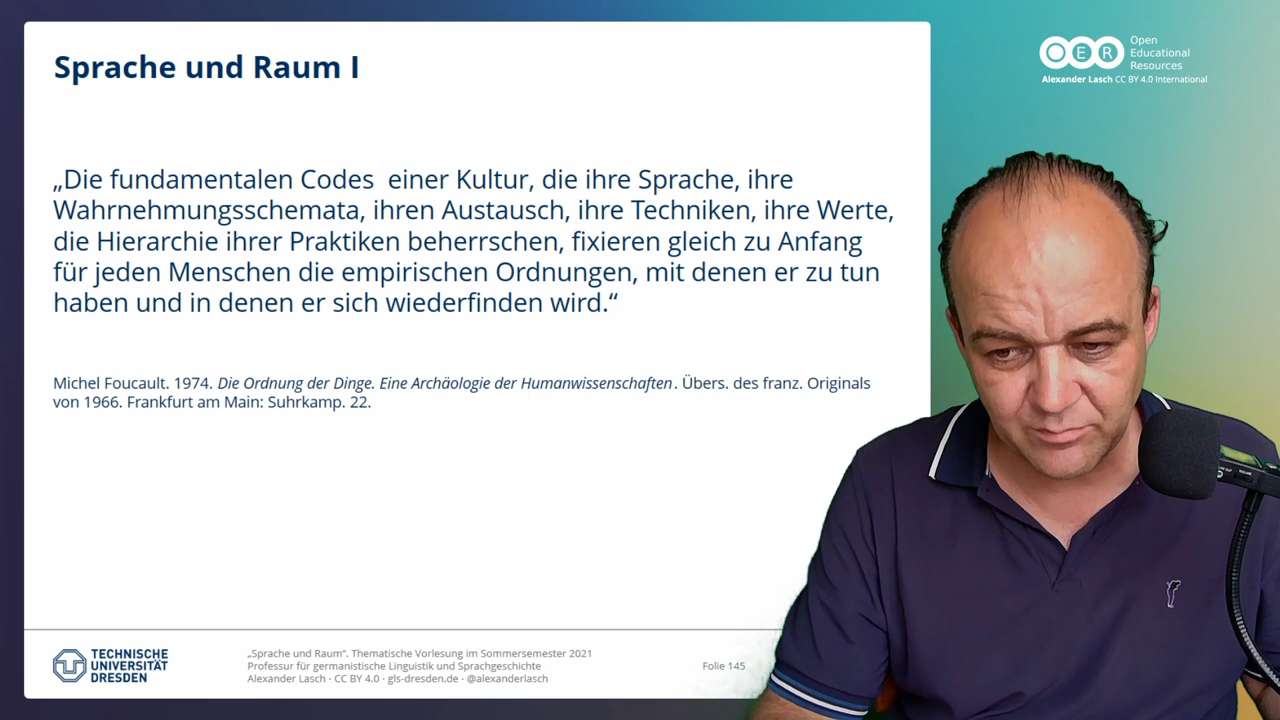 Sprache und Raum I
„Die fundamentalen Codes einer Kultur, die ihre Sprache, ihre
Wahrnehmungsschemata, ihren Austausch, ihre Techniken, ihre Werte,
die Hierarchie ihrer Praktiken beherrschen, fixieren gleich zu Anfang
für jeden Menschen die empirischen Ordnungen, mit denen er zu tun
haben und in denen er sich wiederfinden wird.“
Michel Foucault. 1974. Die Ordnung der Dinge. Eine Archäologie der Humanwissenschaften. Übers. des franz. Originals
von 1966. Frankfurt am Main: Suhrkamp. 22.
TECHNISCHE
UNIVERSITÄT
DRESDEN
„Sprache und Raum“. Thematische Vorlesung im Sommersemester 2021
Professur für germanistische Linguistik und Sprachgeschichte
Alexander Lasch · CC BY 4.0 · gls-dresden.de · @alexanderlasch
Folie 145
OER
Open
Educational
Resources
Alexander Lasch CC BY 4.0 International